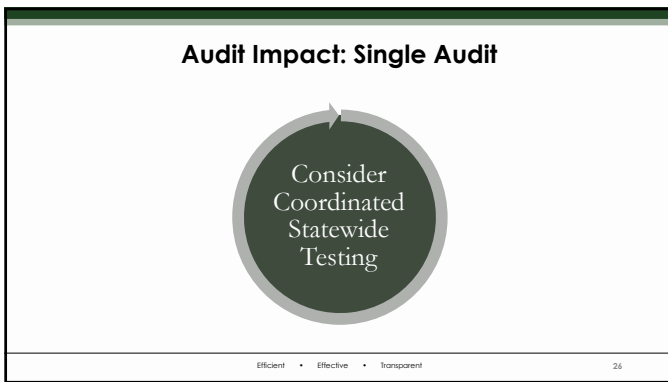 Audit Impact: Single Audit
Consider
Coordinated
Statewide
Testing
Efficient • Effective • Transparent
26